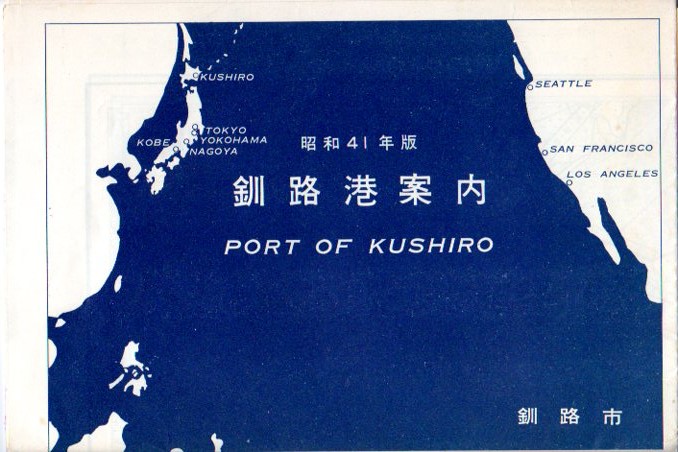 KUSHIRO
TOKYO
YOKOHAMA
KOBE
NAGOYA
SEATTLE
SAN FRANCISCO
LOS ANGELES
昭和41年版
釧路港案内
PORT OF KUSHIRO
釧路市